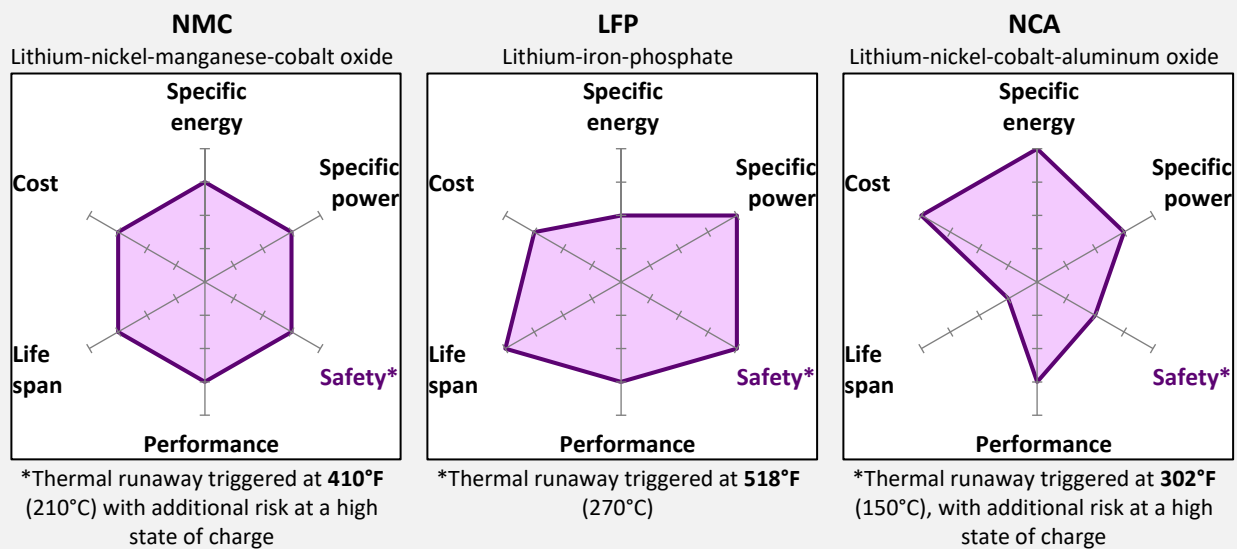 NMC
Lithium-nickel-manganese-cobalt oxide
Specific
energy
Specific
power
Cost
Life
span
Safety*
Performance
*Thermal runaway triggered at 410°F
(210°C) with additional risk at a high
state of charge
LFP
Lithium-iron-phosphate
Specific
energy
Specific
power
Cost
Life
span
Safety*
Performance
*Thermal runaway triggered at 518°F
(270°C)
NCA
Lithium-nickel-cobalt-aluminum oxide
Specific
energy
Specific
power
Cost
Life
span
Safety*
Performance
*Thermal runaway triggered at 302°F
(150°C), with additional risk at a high
state of charge